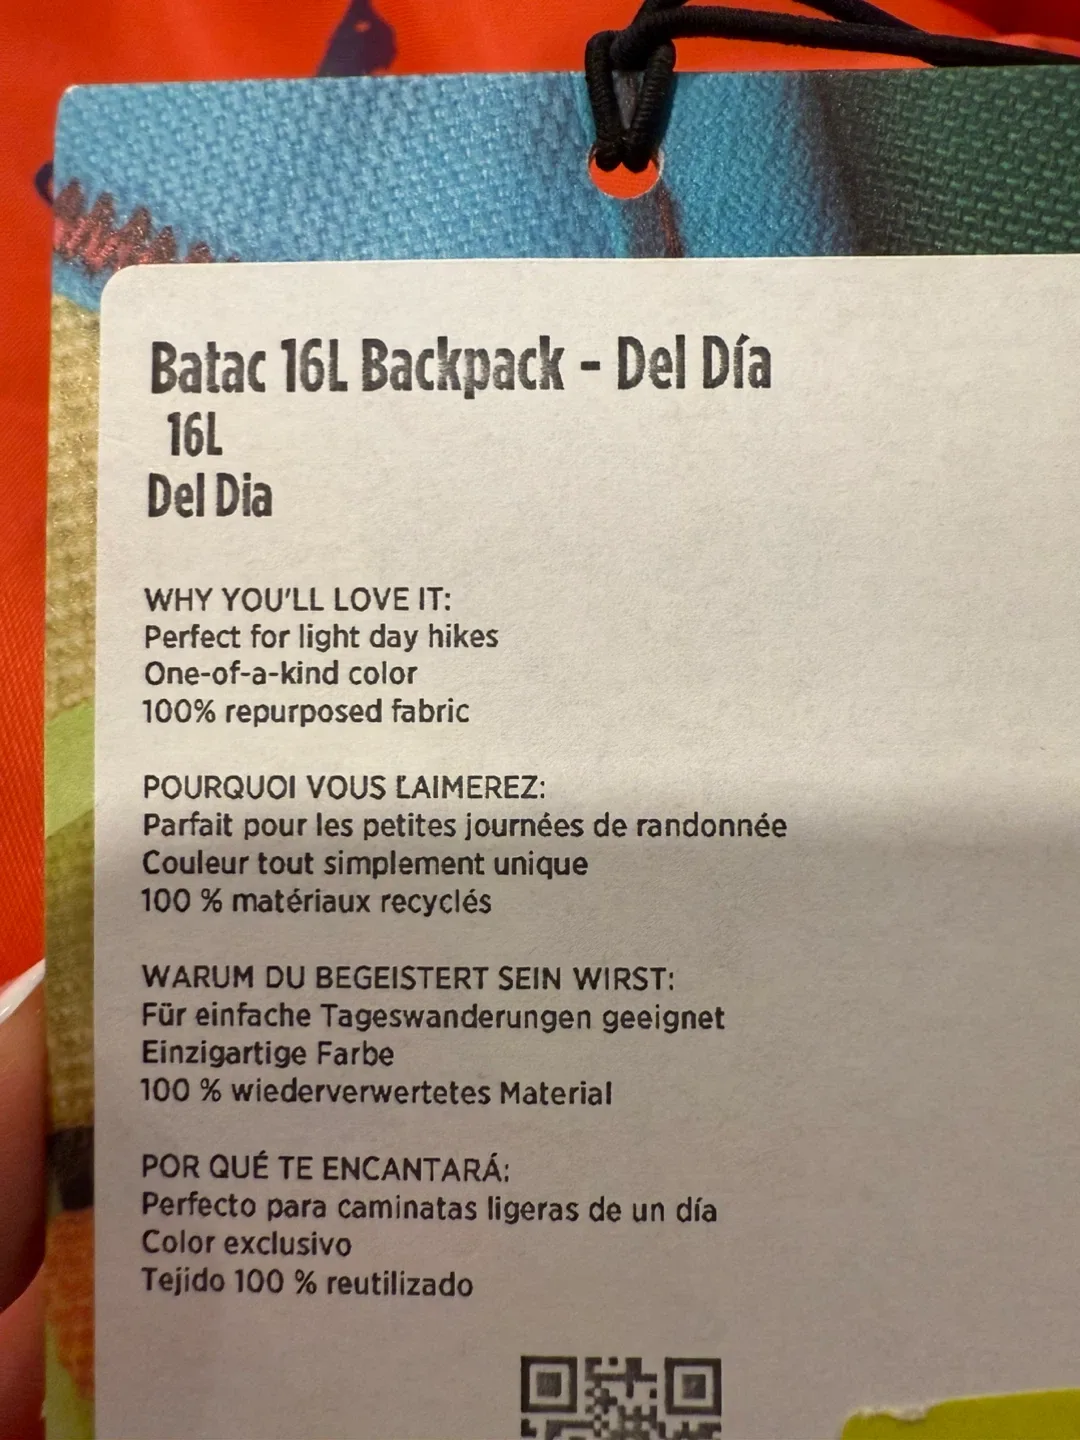 Batac 16L Backpack - Del Día
16L
Del Dia
WHY YOU'LL LOVE IT:
Perfect for light day hikes
One-of-a-kind color
100% repurposed fabric
POURQUOI VOUS L'AIMEREZ:
Parfait pour les petites journées de randonnée
Couleur tout simplement unique
100 % matériaux recyclés
WARUM DU BEGEISTERT SEIN WIRST:
Für einfache Tageswanderungen geeignet
Einzigartige Farbe
100 % wiederverwertetes Material
POR QUÉ TE ENCANTARÁ:
Perfecto para caminatas ligeras de un día
Color exclusivo
Tejido 100 % reutilizado